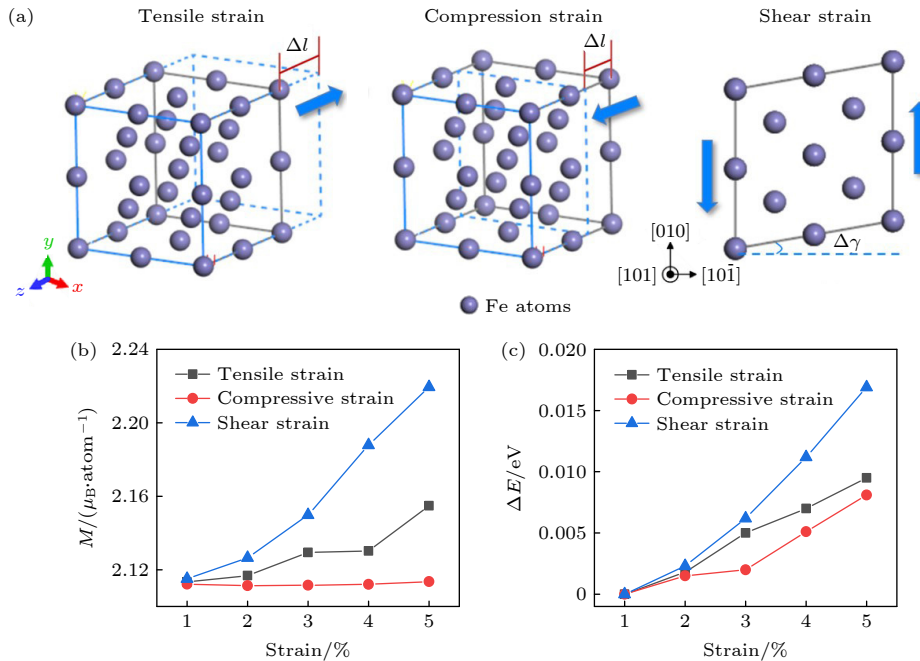 (a)
Tensile strain
Compression strain
Shear strain
Δl
Δl
y
z
x
[010]
[101]
[101̄]
Δγ
Fe atoms
(b)
2.24
2.20
2.16
2.12
M/(μB·atom−1)
Tensile strain
Compressive strain
Shear strain
1 2 3 4 5
Strain/%
(c)
0.020
0.015
0.010
0.005
0
ΔE/eV
Tensile strain
Compressive strain
Shear strain
1 2 3 4 5
Strain/%